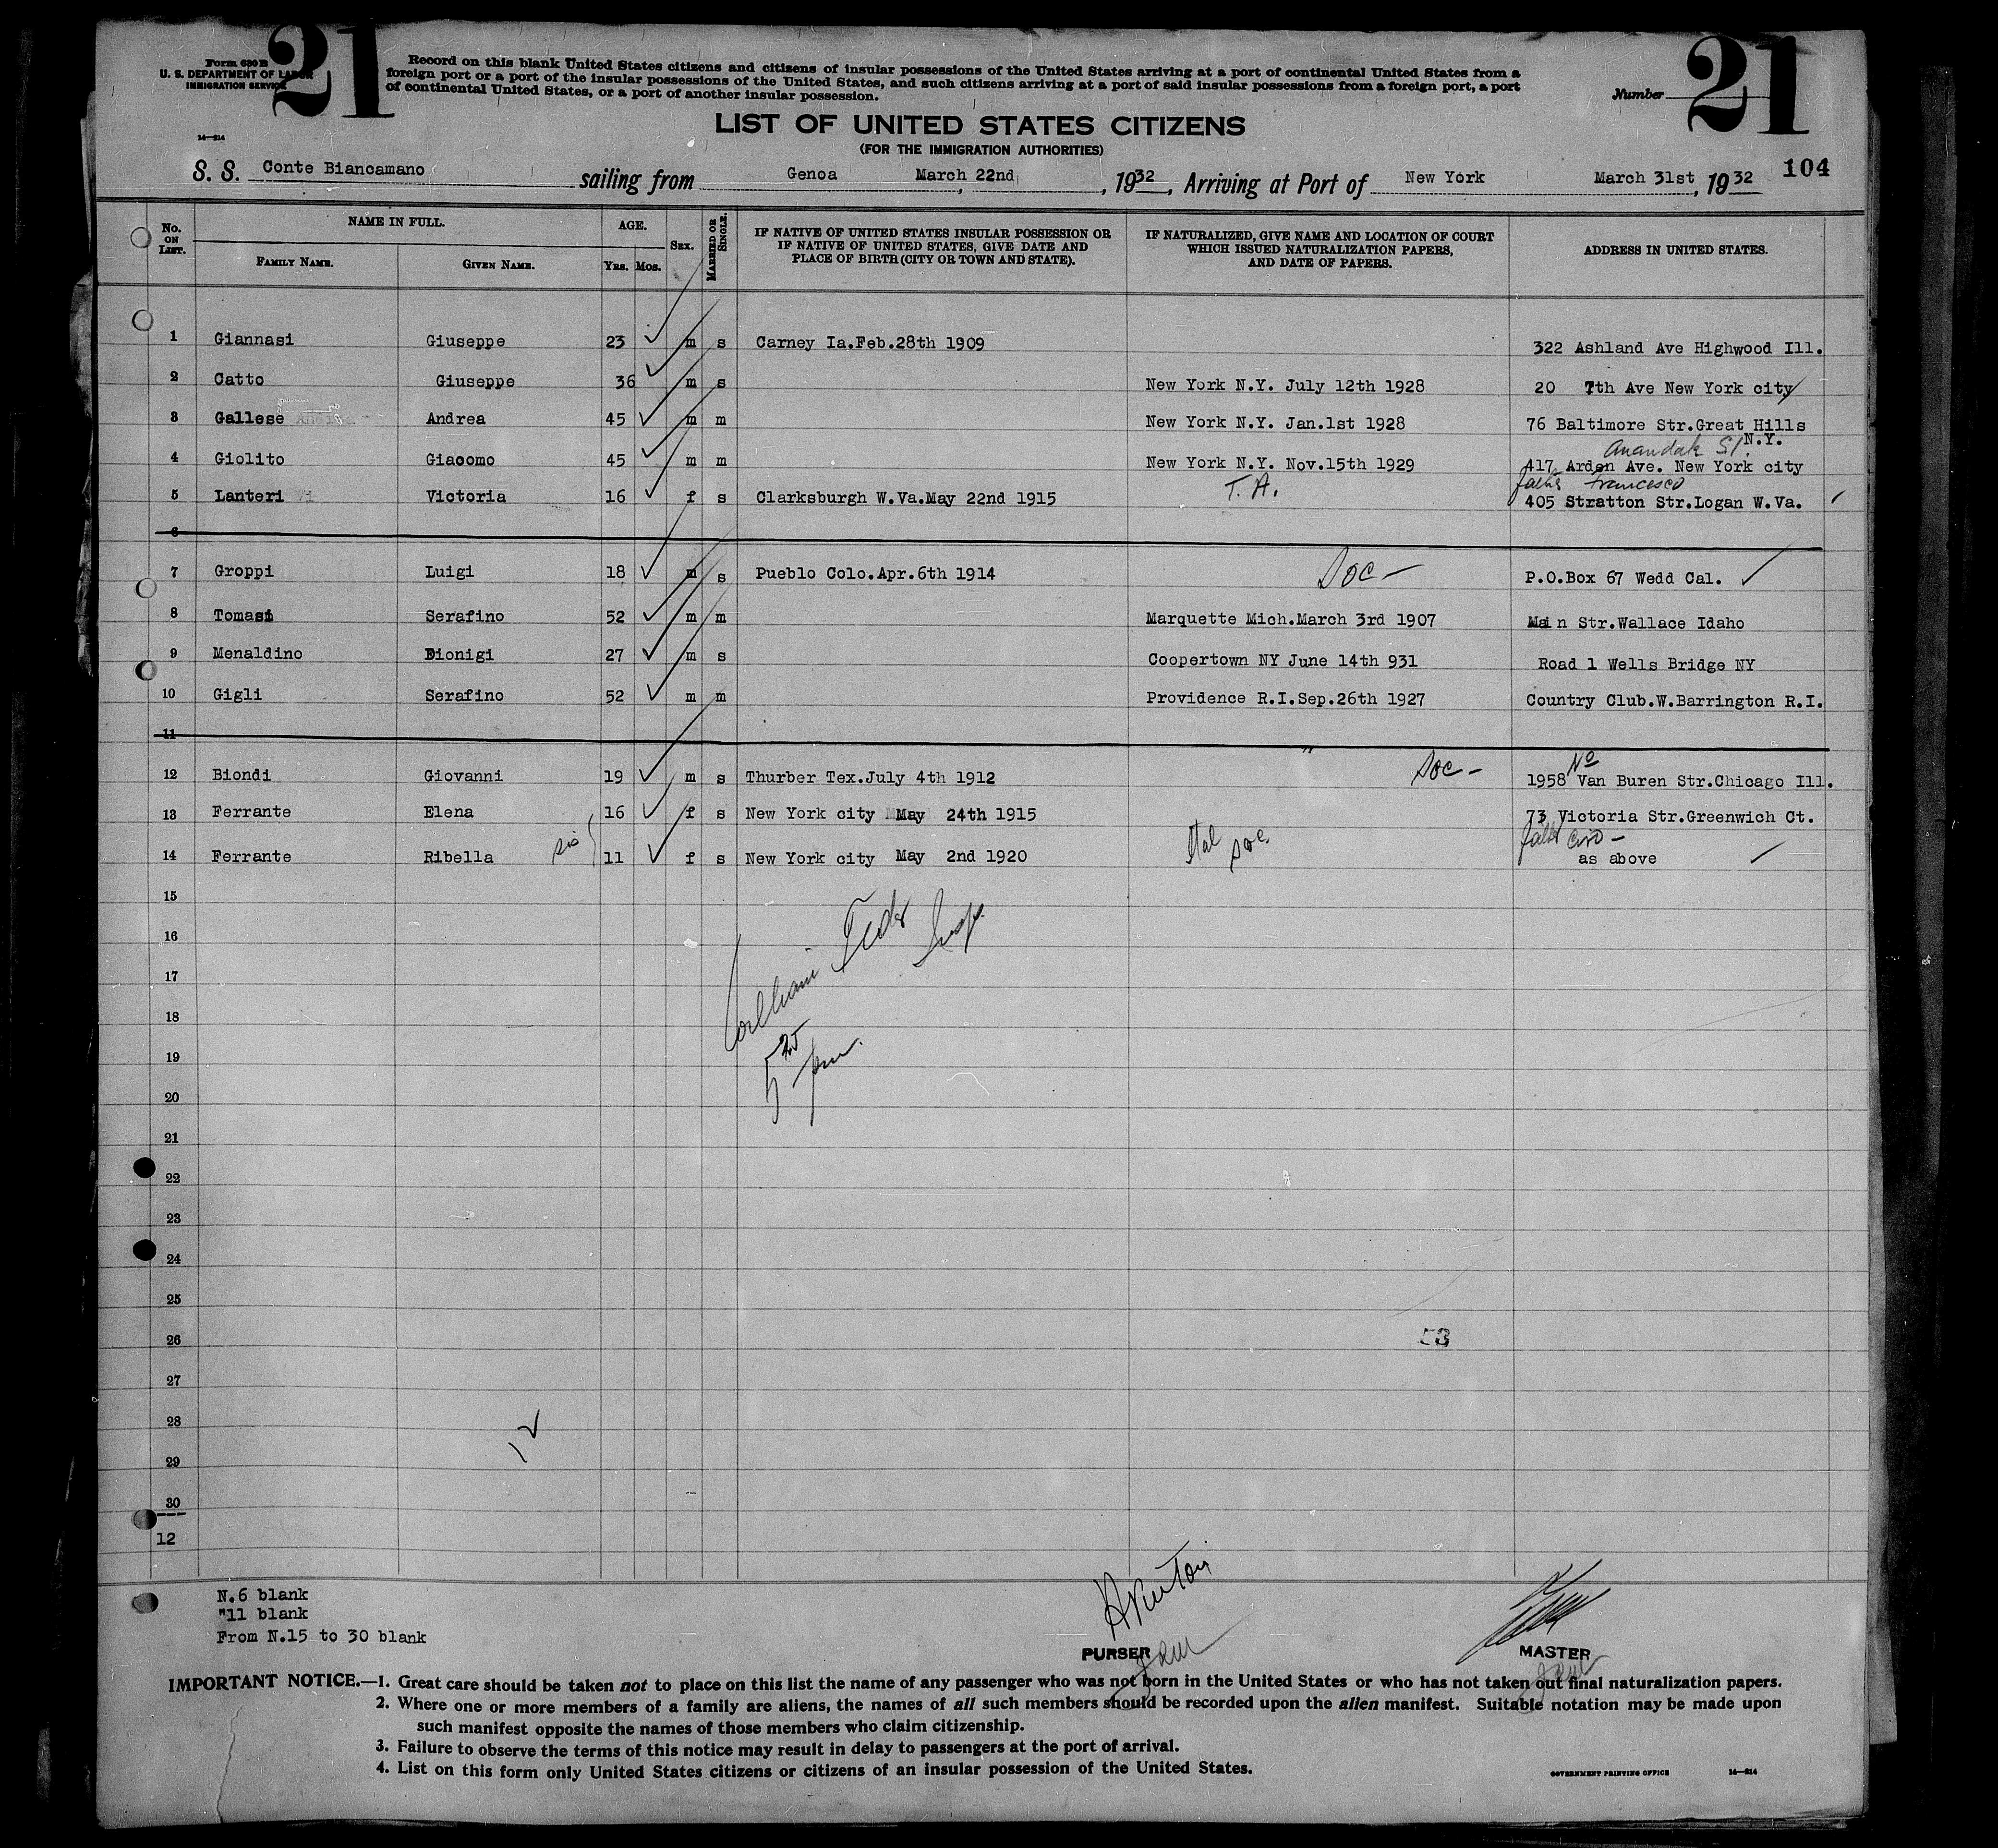 21
21
Form 630 B
U. S. DEPARTMENT OF LABOR
IMMIGRATION SERVICE
14—214
Record on this blank United States citizens and citizens of insular possessions of the United States arriving at a port of continental United States from a
foreign port or a port of the insular possessions of the United States, and such citizens arriving at a port of said insular possessions from a foreign port, a port
of continental United States, or a port of another insular possession.
Number
LIST OF UNITED STATES CITIZENS
(FOR THE IMMIGRATION AUTHORITIES)
104
S. S. Conte Biancamano sailing from Genoa March 22nd, 1932, Arriving at Port of New York March 31st, 1932
No. ON LIST. NAME IN FULL. FAMILY NAME. GIVEN NAME. AGE. YRS. MOS. SEX. MARRIED OR SINGLE. IF NATIVE OF UNITED STATES INSULAR POSSESSION OR IF NATIVE OF UNITED STATES, GIVE DATE AND PLACE OF BIRTH (CITY OR TOWN AND STATE). IF NATURALIZED, GIVE NAME AND LOCATION OF COURT WHICH ISSUED NATURALIZATION PAPERS, AND DATE OF PAPERS. ADDRESS IN UNITED STATES.
1 Giannasi Giuseppe 23 m s Carney Ia.Feb.28th 1909 322 Ashland Ave Highwood Ill.
2 Catto Giuseppe 36 m s New York N.Y. July 12th 1928 20 7th Ave New York city
3 Gallese Andrea 45 m m New York N.Y. Jan.1st 1928 76 Baltimore Str.Great Hills N.Y.
St.
4 Giolito Giacomo 45 m m New York N.Y. Nov.15th 1929 417 Arden Ave. New York city
T. A. father Francesco
5 Lanteri Victoria 16 f s Clarksburgh W.Va.May 22nd 1915 405 Stratton Str.Logan W.Va.
6
7 Groppi Luigi 18 m s Pueblo Colo.Apr.6th 1914 Doc— P.O.Box 67 Wedd Cal.
8 Tomasi Serafino 52 m m Marquette Mich.March 3rd 1907 Main Str.Wallace Idaho
9 Menaldino Dionigi 27 m s Coopertown NY June 14th 931 Road 1 Wells Bridge NY
10 Gigli Serafino 52 m m Providence R.I.Sep.26th 1927 Country Club.W.Barrington R.I.
11
12 Biondi Giovanni 19 m s Thurber Tex.July 4th 1912 Doc— 1958 No Van Buren Str.Chicago Ill.
13 Ferrante Elena 16 f s New York city May 24th 1915 73 Victoria Str.Greenwich Ct.
father Ciro—
14 Ferrante Ribella sis 11 f s New York city May 2nd 1920 Ital Doc. as above
15
16
17
18
19
20
21
22
23
24
25
26
27
28
29
30
12
William Insp.
5 25 pm.
58
12
N.6 blank
"11 blank
From N.15 to 30 blank
PURSER
MASTER
IMPORTANT NOTICE.—1. Great care should be taken not to place on this list the name of any passenger who was not born in the United States or who has not taken out final naturalization papers.
2. Where one or more members of a family are aliens, the names of all such members should be recorded upon the alien manifest. Suitable notation may be made upon
such manifest opposite the names of those members who claim citizenship.
3. Failure to observe the terms of this notice may result in delay to passengers at the port of arrival.
4. List on this form only United States citizens or citizens of an insular possession of the United States.
GOVERNMENT PRINTING OFFICE 14—214